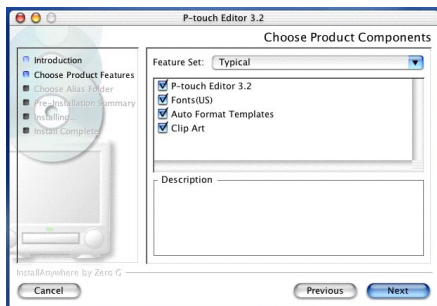 P-touch Editor 3.2
Choose Product Components
Introduction
Choose Product Features
Choose Alias Folder
Pre-Installation Summary
Installing...
Install Complete
Feature Set: Typical
P-touch Editor 3.2
Fonts(US)
Auto Format Templates
Clip Art
Description
InstallAnywhere by Zero G
Cancel
Previous
Next